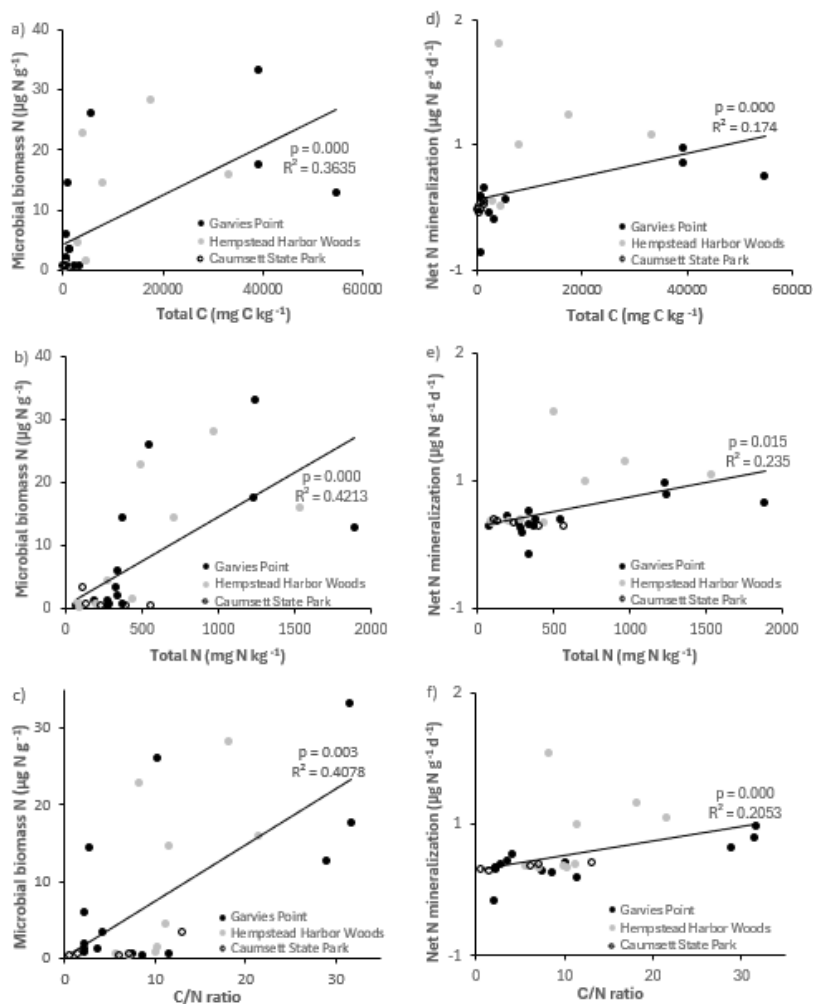 a)
Microbial biomass N (µg N g⁻¹)
40
30
20
10
0
p = 0.000
R² = 0.3635
Garvies Point
Hempstead Harbor Woods
Caumsett State Park
0 20000 40000 60000
Total C (mg C kg⁻¹)
d)
Net N mineralization (µg N g⁻¹ d⁻¹)
2
1
-1
p = 0.000
R² = 0.174
Garvies Point
Hempstead Harbor Woods
Caumsett State Park
0 20000 40000 60000
Total C (mg C kg⁻¹)
b)
Microbial biomass N (µg N g⁻¹)
40
30
20
10
0
p = 0.000
R² = 0.4213
Garvies Point
Hempstead Harbor Woods
Caumsett State Park
0 500 1000 1500 2000
Total N (mg N kg⁻¹)
e)
Net N mineralization (µg N g⁻¹ d⁻¹)
2
1
-1
p = 0.015
R² = 0.235
Garvies Point
Hempstead Harbor Woods
Caumsett State Park
0 500 1000 1500 2000
Total N (mg N kg⁻¹)
c)
Microbial biomass N (µg N g⁻¹)
30
20
10
0
p = 0.003
R² = 0.4078
Garvies Point
Hempstead Harbor Woods
Caumsett State Park
0 10 20 30
C/N ratio
f)
Net N mineralization (µg N g⁻¹ d⁻¹)
2
1
-1
p = 0.000
R² = 0.2053
Garvies Point
Hempstead Harbor Woods
Caumsett State Park
0 10 20 30
C/N ratio